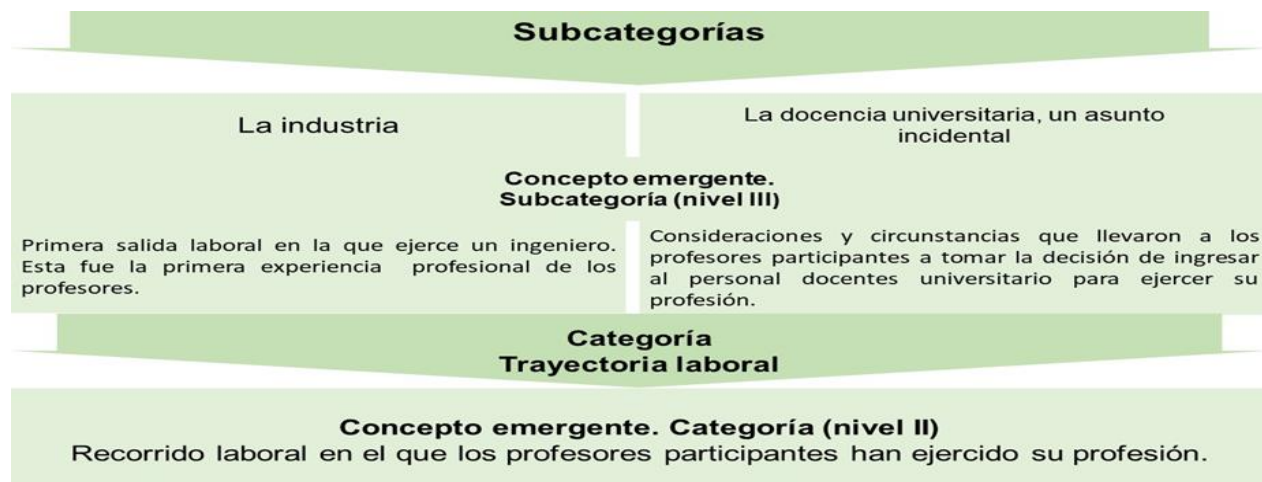 Subcategorías
La industria
La docencia universitaria, un asunto
incidental
Concepto emergente.
Subcategoría (nivel III)
Primera salida laboral en la que ejerce un ingeniero.
Esta fue la primera experiencia profesional de los
profesores.
Consideraciones y circunstancias que llevaron a los
profesores participantes a tomar la decisión de ingresar
al personal docentes universitario para ejercer su
profesión.
Categoría
Trayectoria laboral
Concepto emergente. Categoría (nivel II)
Recorrido laboral en el que los profesores participantes han ejercido su profesión.